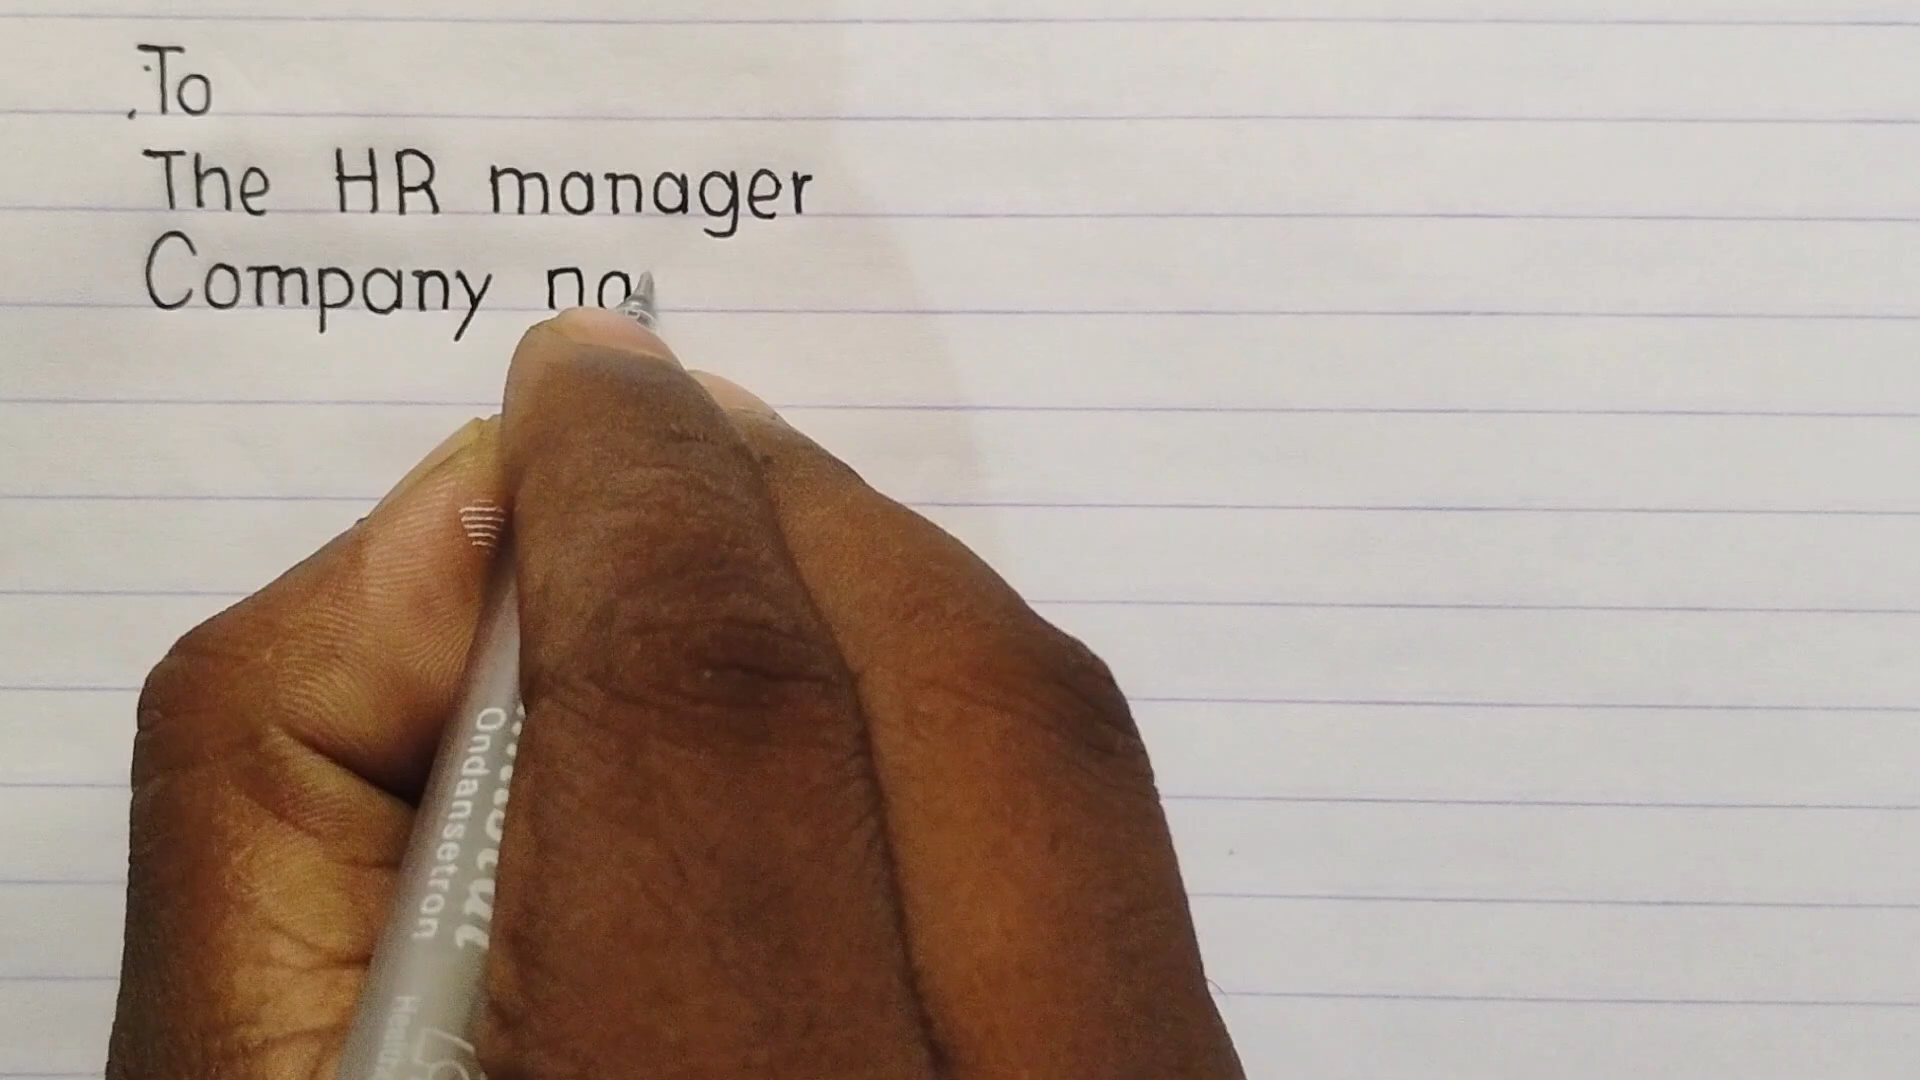 To
The HR manager
Company na
Ondansetron